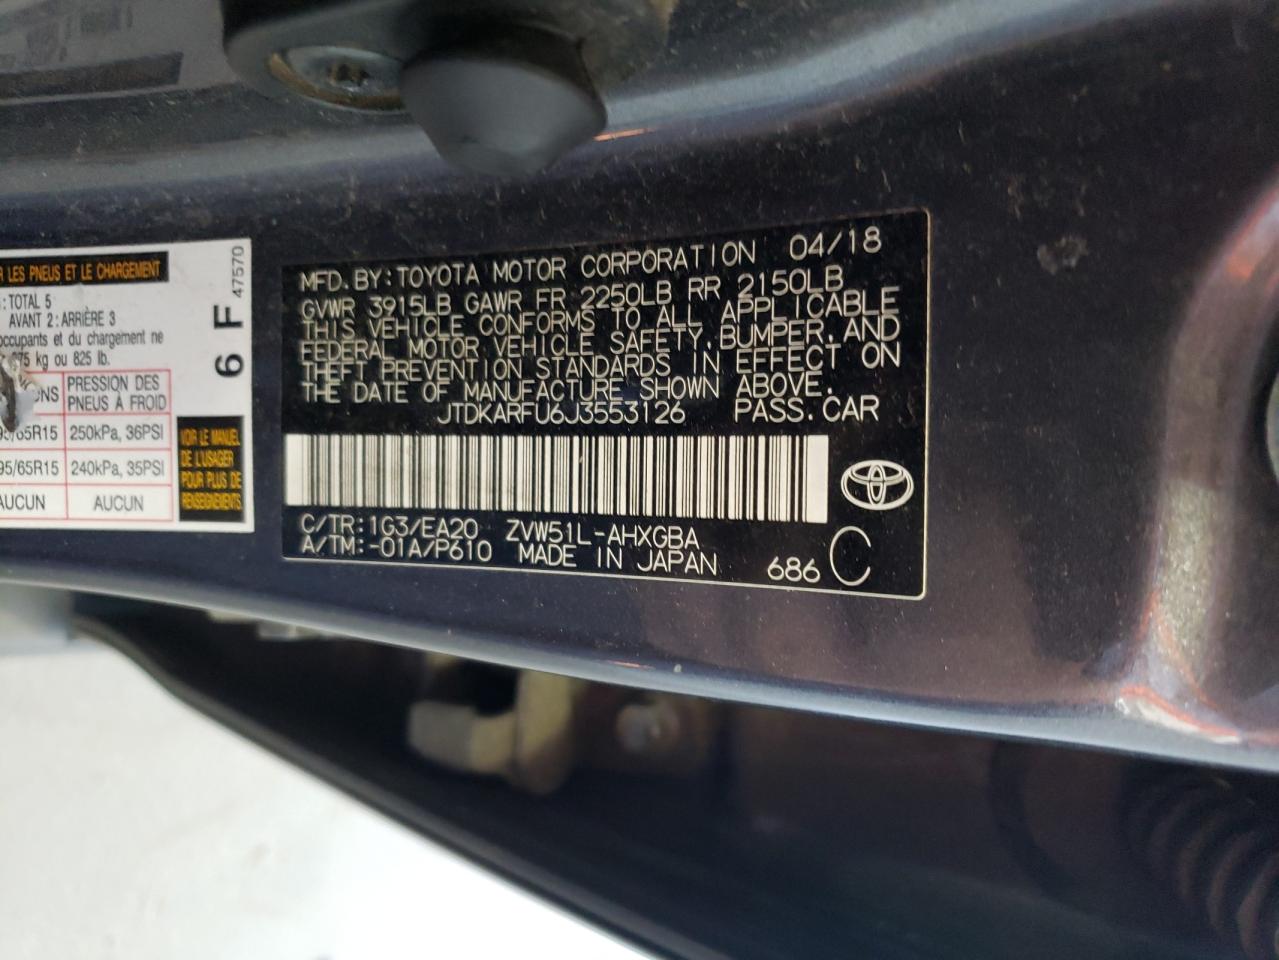 R LES PNEUS ET LE CHARGEMENT
: TOTAL 5
AVANT 2 : ARRIÈRE 3
occupants et du chargement ne
kg ou 825 lb.
PRESSION DES
PNEUS À FROID
95/65R15 250kPa, 36PSI
95/65R15 240kPa, 35PSI
AUCUN AUCUN
VOIR LE MANUEL
DE L'USAGER
POUR PLUS DE
RENSEIGNEMENTS
6 F
47570
MFD.BY:TOYOTA MOTOR CORPORATION 04/18
GVWR 3915LB GAWR FR 2250LB RR 2150LB
THIS VEHICLE CONFORMS TO ALL APPLICABLE
FEDERAL MOTOR VEHICLE SAFETY,BUMPER,AND
THEFT PREVENTION STANDARDS IN EFFECT ON
THE DATE OF MANUFACTURE SHOWN ABOVE.
JTDKARFU6J3553126 PASS.CAR
C/TR:1G3/EA20 ZVW51L-AHXGBA
A/TM:-01A/P610 MADE IN JAPAN 686 C